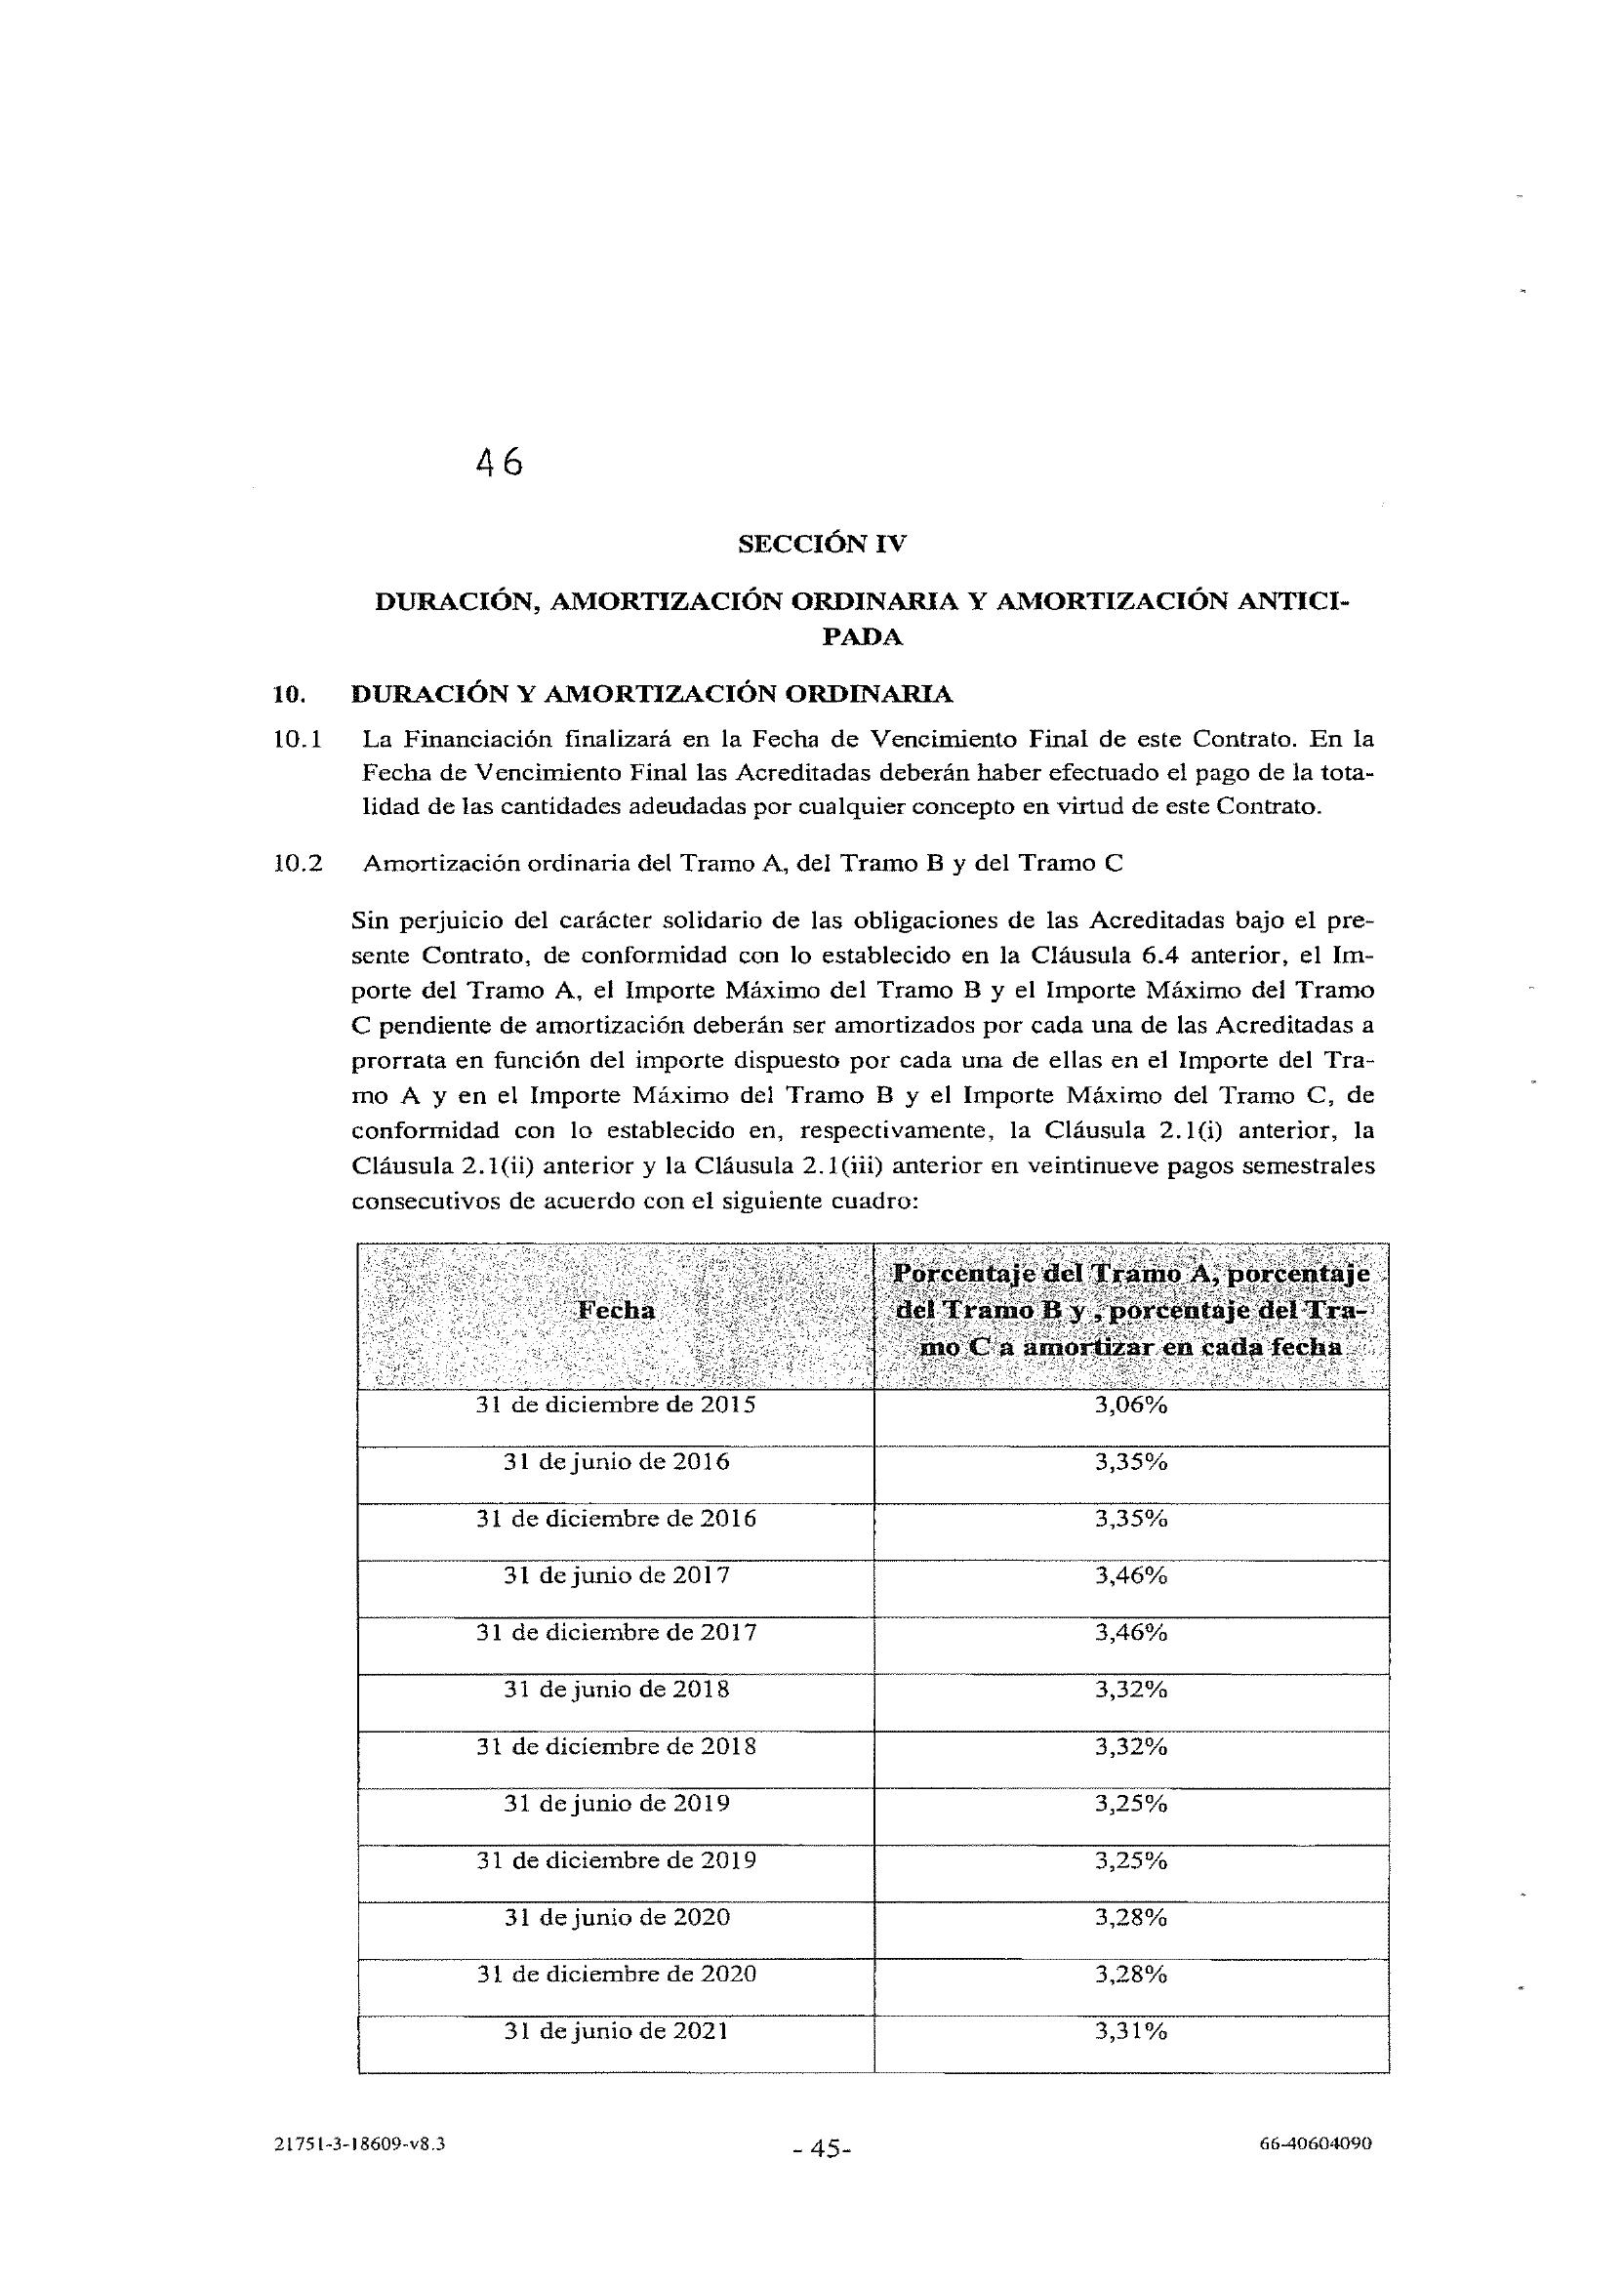 46
SECCIÓN IV
DURACIÓN, AMORTIZACIÓN ORDINARIA Y AMORTIZACIÓN ANTICI-
PADA
10. DURACIÓN Y AMORTIZACIÓN ORDINARIA
10.1 La Financiación finalizará en la Fecha de Vencimiento Final de este Contrato. En la
Fecha de Vencimiento Final las Acreditadas deberán haber efectuado el pago de la tota-
lidad de las cantidades adeudadas por cualquier concepto en virtud de este Contrato.
10.2 Amortización ordinaria del Tramo A, del Tramo B y del Tramo C
Sin perjuicio del carácter solidario de las obligaciones de las Acreditadas bajo el pre-
sente Contrato, de conformidad con lo establecido en la Cláusula 6.4 anterior, el Im-
porte del Tramo A, el Importe Máximo del Tramo B y el Importe Máximo del Tramo
C pendiente de amortización deberán ser amortizados por cada una de las Acreditadas a
prorrata en función del importe dispuesto por cada una de ellas en el Importe del Tra-
mo A y en el Importe Máximo del Tramo B y el Importe Máximo del Tramo C, de
conformidad con lo establecido en, respectivamente, la Cláusula 2.1(i) anterior, la
Cláusula 2.1(ii) anterior y la Cláusula 2.1(iii) anterior en veintinueve pagos semestrales
consecutivos de acuerdo con el siguiente cuadro:
Fecha
Porcentaje del Tramo A, porcentaje
del Tramo B y , porcentaje del Tra-
mo C a amortizar en cada fecha
31 de diciembre de 2015 3,06%
31 de junio de 2016 3,35%
31 de diciembre de 2016 3,35%
31 de junio de 2017 3,46%
31 de diciembre de 2017 3,46%
31 de junio de 2018 3,32%
31 de diciembre de 2018 3,32%
31 de junio de 2019 3,25%
31 de diciembre de 2019 3,25%
31 de junio de 2020 3,28%
31 de diciembre de 2020 3,28%
31 de junio de 2021 3,31%
21751-3-18609-v8.3 - 45- 66-40604090